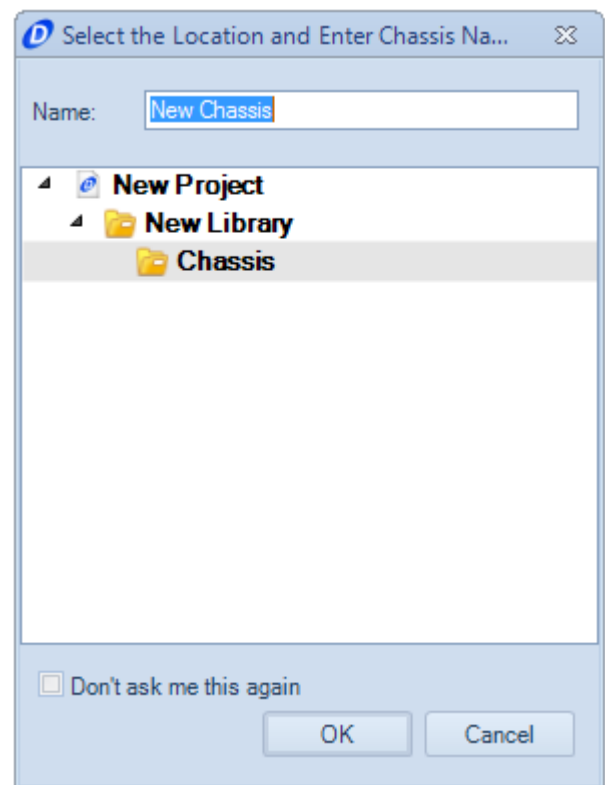 Select the Location and Enter Chassis Na...
Name: New Chassis
New Project
New Library
Chassis
Don't ask me this again
OK Cancel